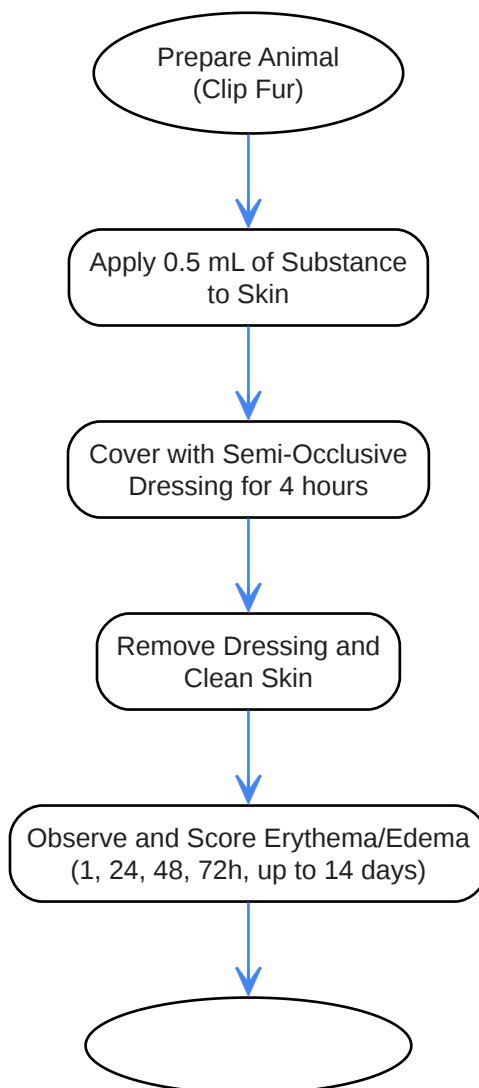 Prepare Animal
(Clip Fur)
Apply 0.5 mL of Substance
to Skin
Cover with Semi-Occlusive
Dressing for 4 hours
Remove Dressing and
Clean Skin
Observe and Score Erythema/Edema
(1, 24, 48, 72h, up to 14 days)